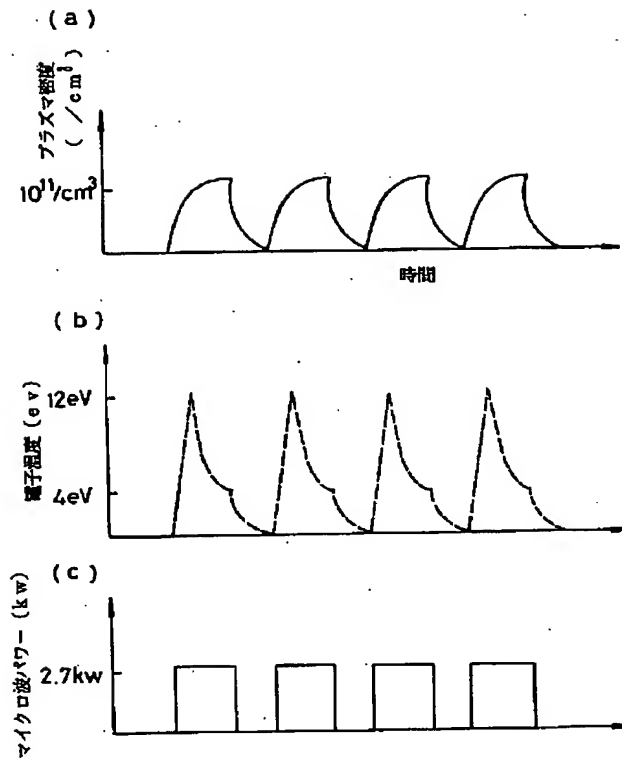 (a)
プラズマ密度
( /cm³)
10¹¹/cm³
時間
(b)
電子温度(ev)
12eV
4eV
(c)
マイクロ波パワー(kw)
2.7kw